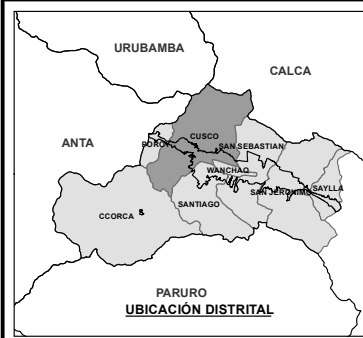 URUBAMBA
CALCA
ANTA
CUSCO
POROY
SAN SEBASTIAN
WANCHAQ
SAN JERONIMO
SAYLLA
CCORCA
SANTIAGO
PARURO
UBICACIÓN DISTRITAL